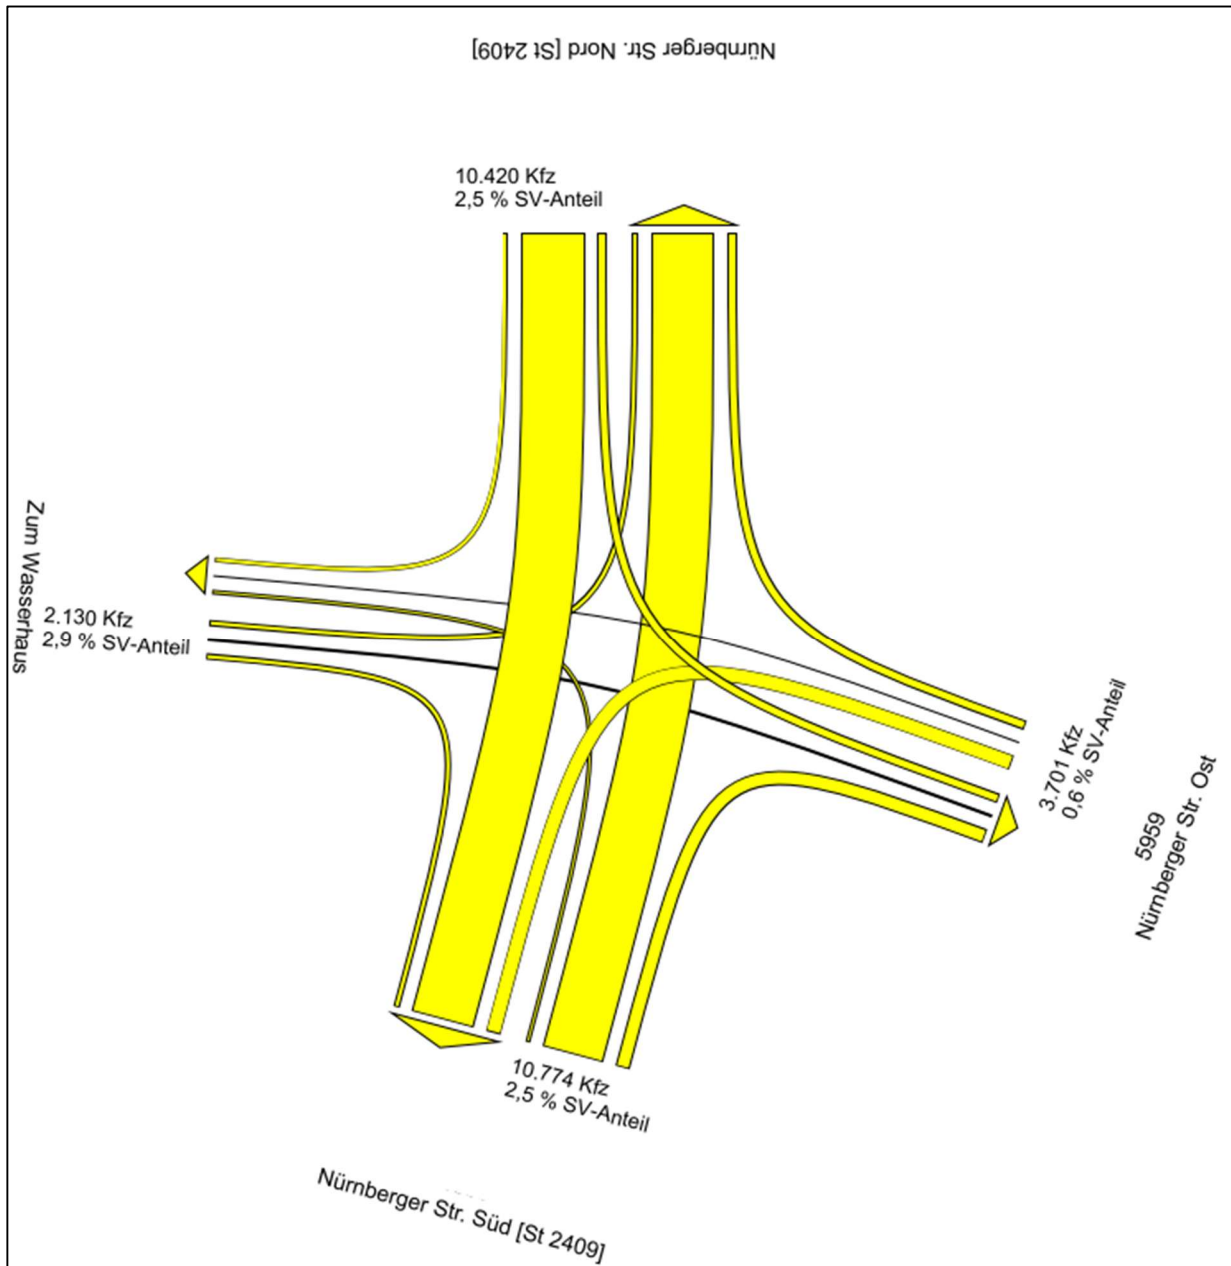 Nürnberger Str. Nord [St 2409]
10.420 Kfz
2,5 % SV-Anteil
Zum Wasserhaus
2.130 Kfz
2,9 % SV-Anteil
3.701 Kfz
0,6 % SV-Anteil
5959
Nürnberger Str. Ost
10.774 Kfz
2,5 % SV-Anteil
Nürnberger Str. Süd [St 2409]